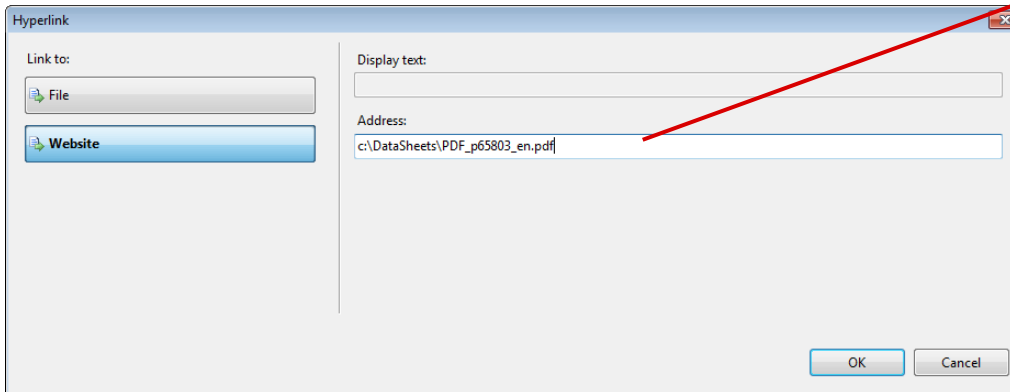 Hyperlink
Link to:
File
Website
Display text:
Address:
c:\DataSheets\PDF_p65803_en.pdf
OK
Cancel